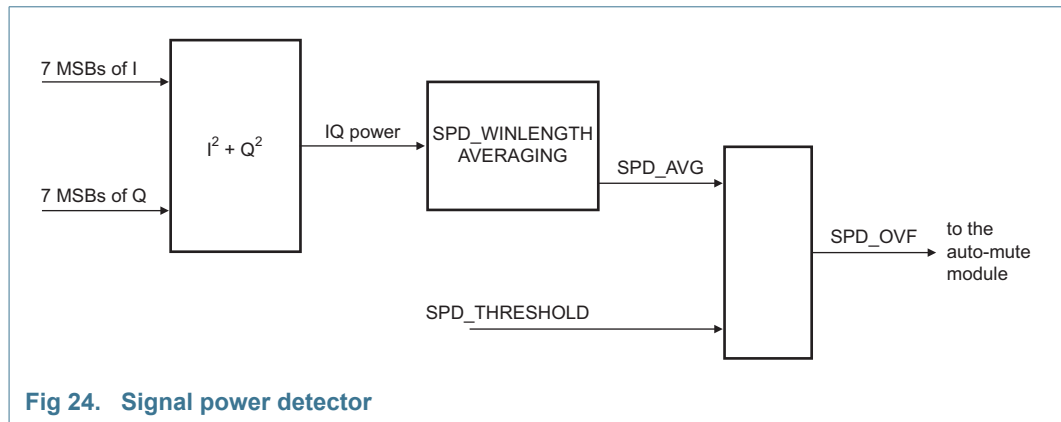 7 MSBs of I
I² + Q²
7 MSBs of Q
IQ power
SPD_WINLENGTH
AVERAGING
SPD_AVG
SPD_THRESHOLD
SPD_OVF
to the
auto-mute
module
Fig 24. Signal power detector